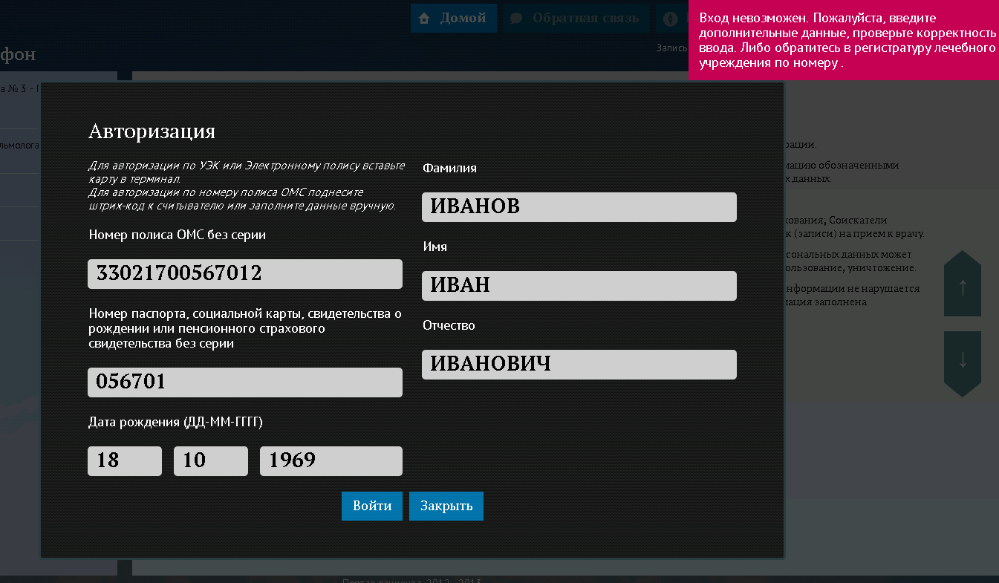 Домой
Обратная связь
Вход невозможен. Пожалуйста, введите
дополнительные данные, проверьте корректность
ввода. Либо обратитесь в регистратуру лечебного
учреждения по номеру .
фон
Запись
а № 3 -
льмолога
Авторизация
Для авторизации по УЭК или Электронному полису вставьте
карту в терминал.
Для авторизации по номеру полиса ОМС поднесите
штрих-код к считывателю или заполните данные вручную.
Номер полиса ОМС без серии
33021700567012
Номер паспорта, социальной карты, свидетельства о
рождении или пенсионного страхового
свидетельства без серии
056701
Дата рождения (ДД-ММ-ГГГГ)
18 10 1969
Фамилия
ИВАНОВ
Имя
ИВАН
Отчество
ИВАНОВИЧ
Войти Закрыть
рации.
мацию обозначенными
х данных.
кования; Соискатели
к (записи) на прием к врачу.
сональных данных может
ользование, уничтожение.
нформации не нарушается
мация заполнена
↑
↓
Портал пациента, 2012 - 2013